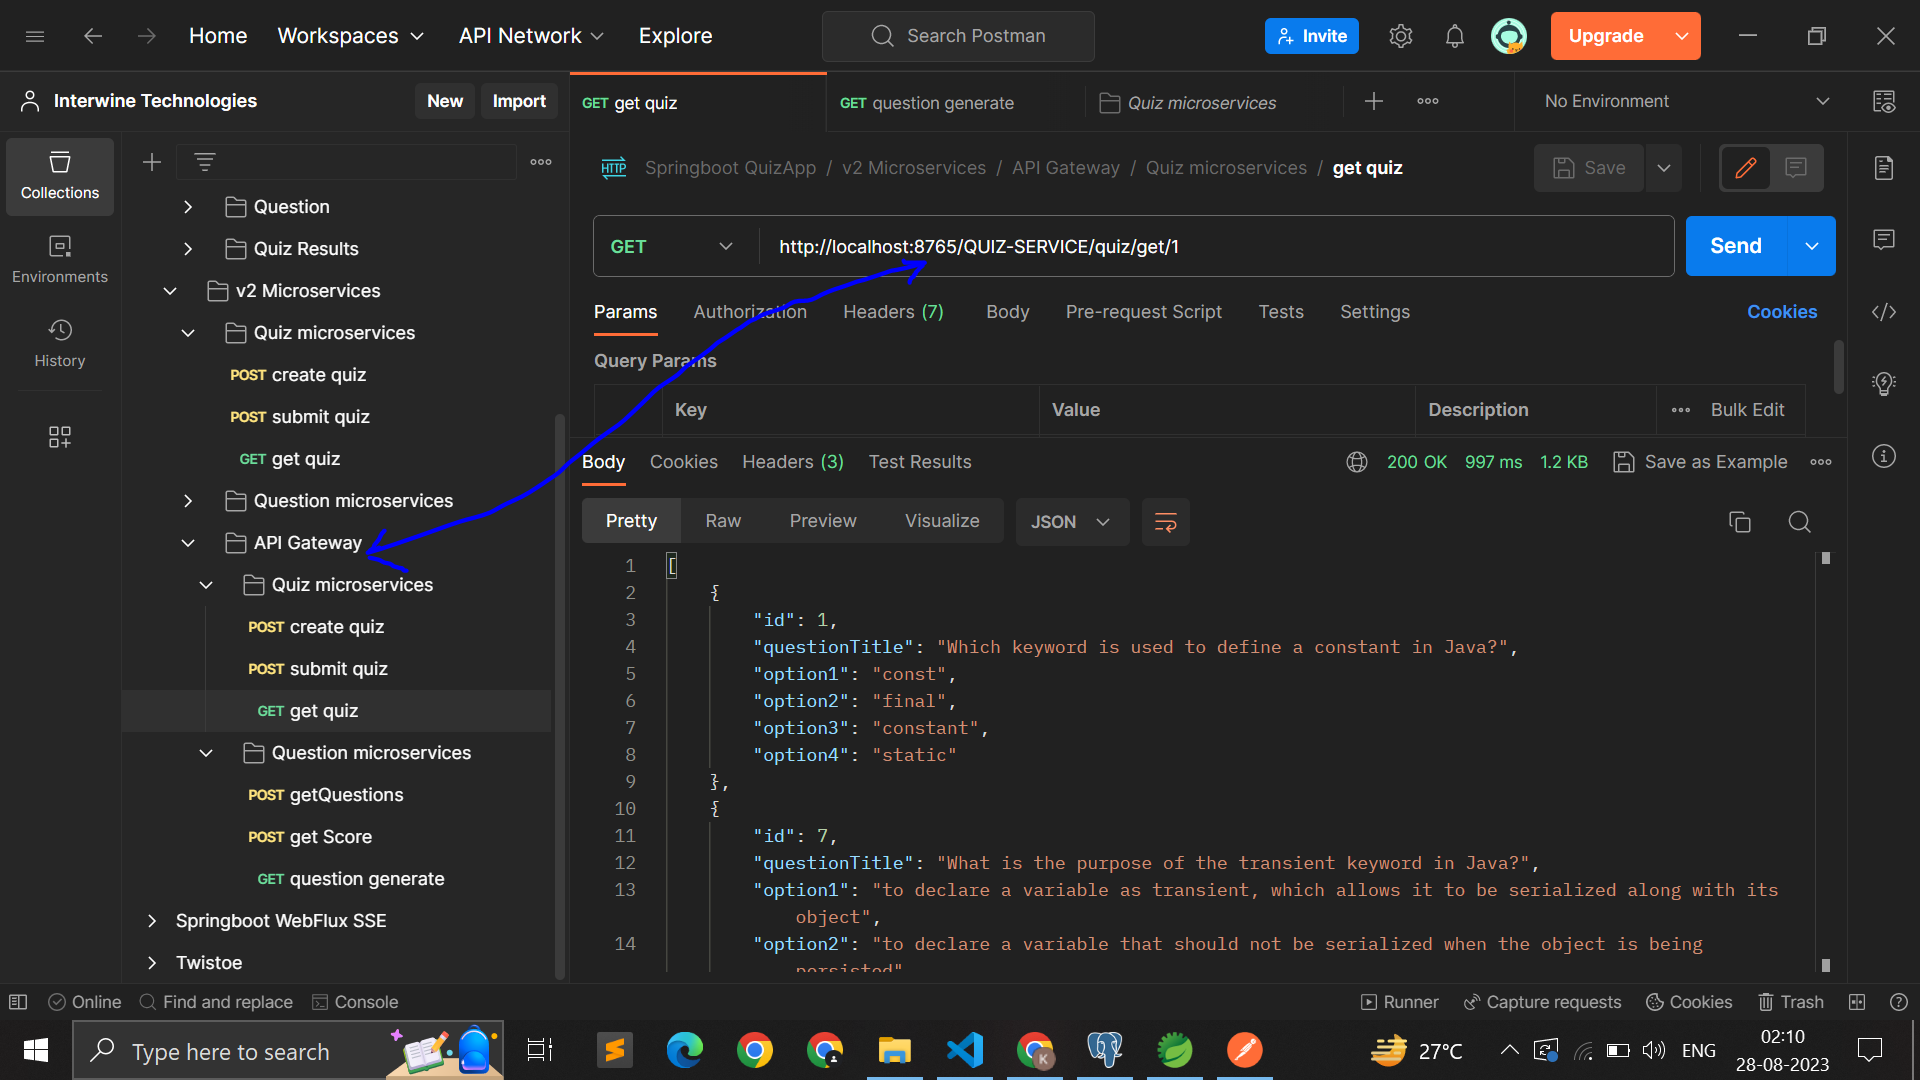 Home Workspaces API Network Explore Search Postman Invite Upgrade
Interwine Technologies New Import
GET get quiz GET question generate Quiz microservices No Environment
Collections
Environments
History
Question
Quiz Results
v2 Microservices
Quiz microservices
POST create quiz
POST submit quiz
GET get quiz
Question microservices
API Gateway
Quiz microservices
POST create quiz
POST submit quiz
GET get quiz
Question microservices
POST getQuestions
POST get Score
GET question generate
Springboot WebFlux SSE
Twistoe
HTTP Springboot QuizApp / v2 Microservices / API Gateway / Quiz microservices / get quiz Save
GET http://localhost:8765/QUIZ-SERVICE/quiz/get/1 Send
Params Authorization Headers (7) Body Pre-request Script Tests Settings Cookies
Query Params
Key Value Description Bulk Edit
Body Cookies Headers (3) Test Results 200 OK 997 ms 1.2 KB Save as Example
Pretty Raw Preview Visualize JSON
1 [
2 {
3 "id": 1,
4 "questionTitle": "Which keyword is used to define a constant in Java?",
5 "option1": "const",
6 "option2": "final",
7 "option3": "constant",
8 "option4": "static"
9 },
10 {
11 "id": 7,
12 "questionTitle": "What is the purpose of the transient keyword in Java?",
13 "option1": "to declare a variable as transient, which allows it to be serialized along with its
object",
14 "option2": "to declare a variable that should not be serialized when the object is being
persisted"
Online Find and replace Console Runner Capture requests Cookies Trash
Type here to search K 27°C ENG 02:10
28-08-2023